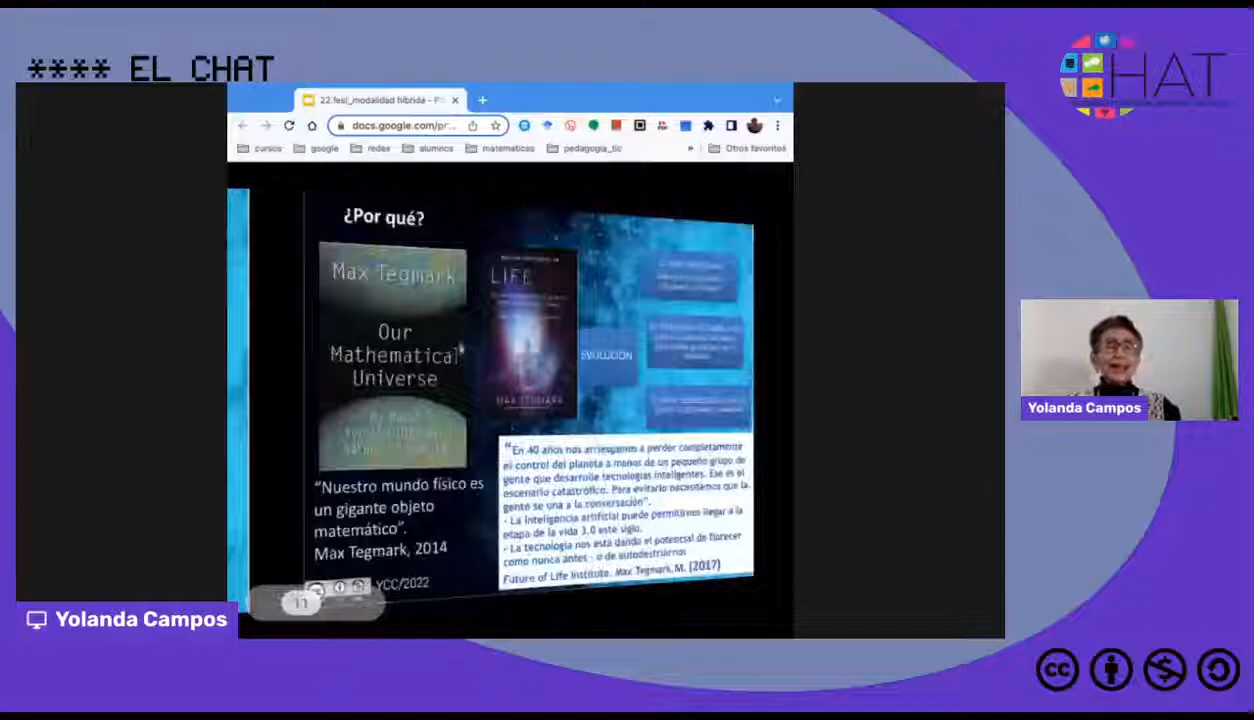 **** EL CHAT
HAT
22.fesl_modalidad híbrida - P
docs.google.com/pr...
cursos
google
redes
alumnos
matematicas
pedagogia_tic
»
Otros favoritos
¿Por qué?
Max Tegmark
Our
Mathematical
Universe
LIFE
MAX TEGMARK
EVOLUCIÓN
“Nuestro mundo físico es
un gigante objeto
matemático”.
Max Tegmark, 2014
YCC/2022
“En 40 años nos arriesgamos a perder completamente
el control del planeta a manos de un pequeño grupo de
gente que desarrolle tecnologías inteligentes. Ese es el
escenario catastrófico. Para evitarlo necesitamos que la
gente se una a la conversación”.
- La inteligencia artificial puede permitirnos llegar a la
etapa de la vida 3.0 este siglo.
- La tecnología nos está dando el potencial de florecer
como nunca antes - o de autodestruirnos
Future of Life Institute. Max Tegmark, M. (2017)
11
Yolanda Campos
Yolanda Campos
cc